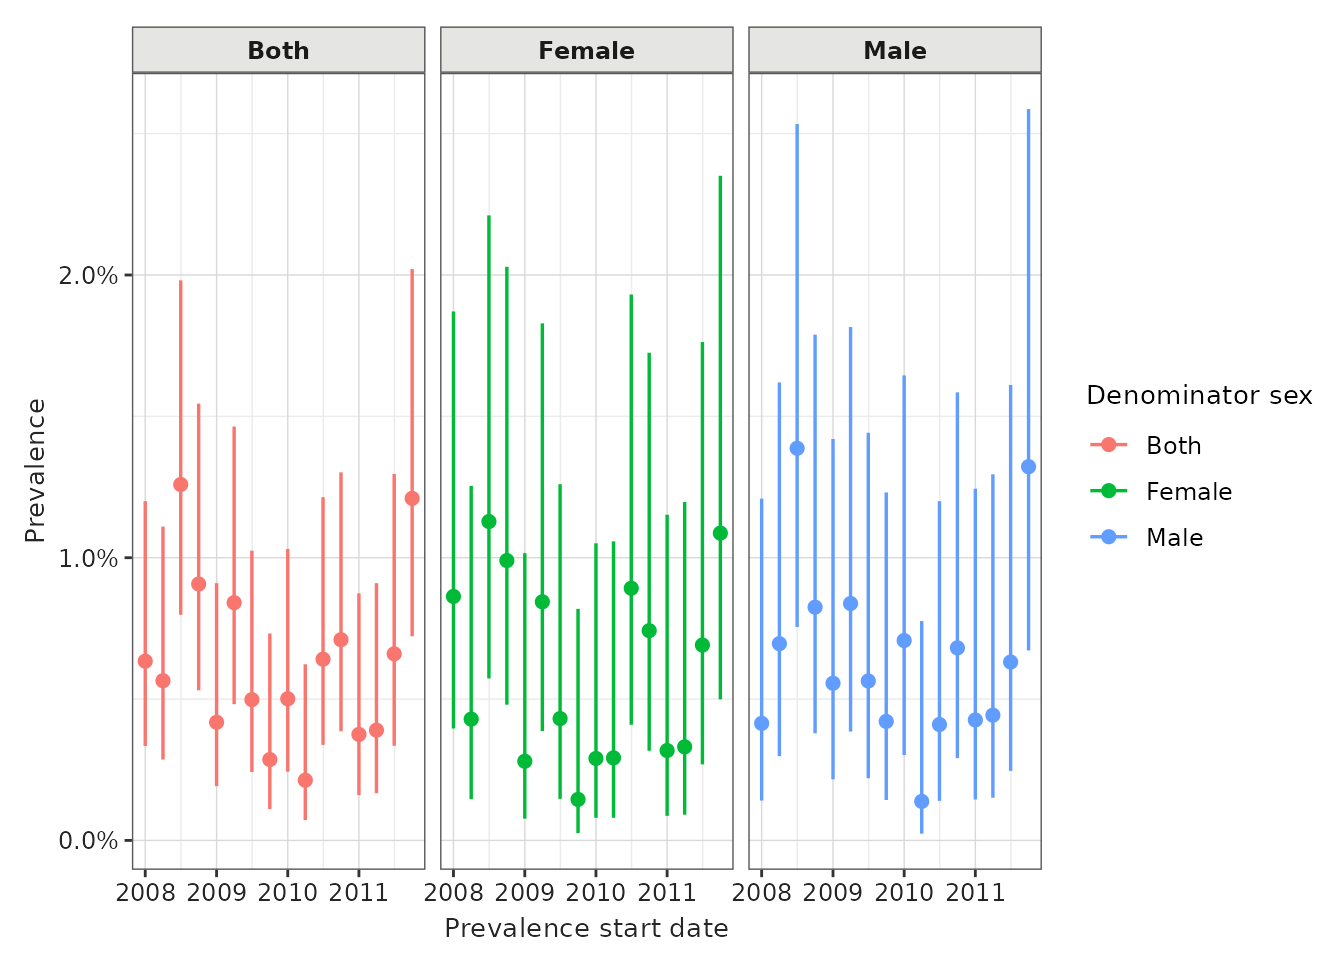 Both Female Male
2.0%
1.0%
0.0%
Prevalence
2008 2009 2010 2011 2008 2009 2010 2011 2008 2009 2010 2011
Prevalence start date
Denominator sex
Both
Female
Male